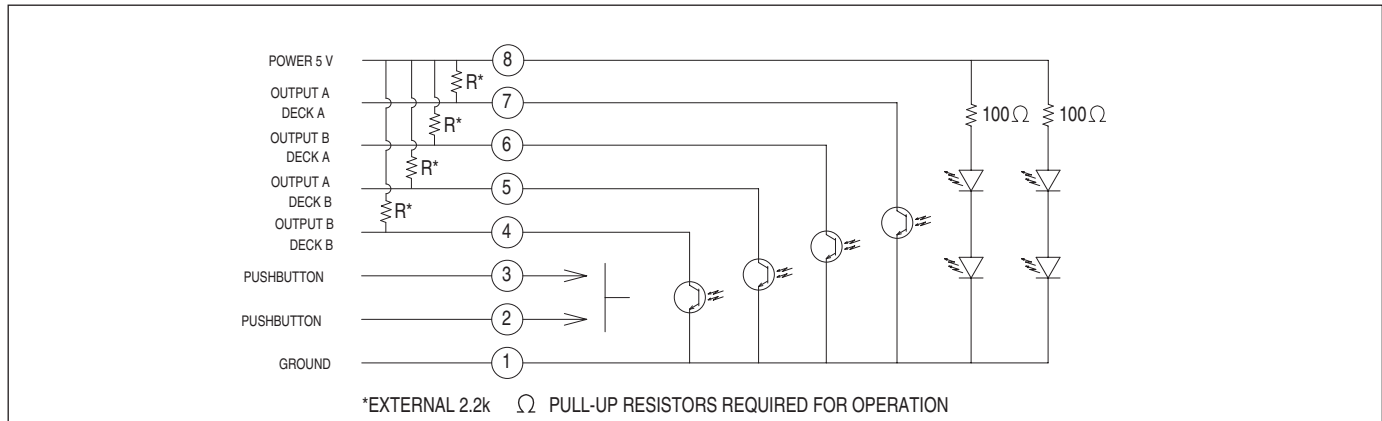 POWER 5 V
8
R*
OUTPUT A
DECK A
7
100Ω
100Ω
R*
OUTPUT B
DECK A
6
R*
OUTPUT A
DECK B
5
R*
OUTPUT B
DECK B
4
PUSHBUTTON
3
PUSHBUTTON
2
GROUND
1
*EXTERNAL 2.2k Ω PULL-UP RESISTORS REQUIRED FOR OPERATION